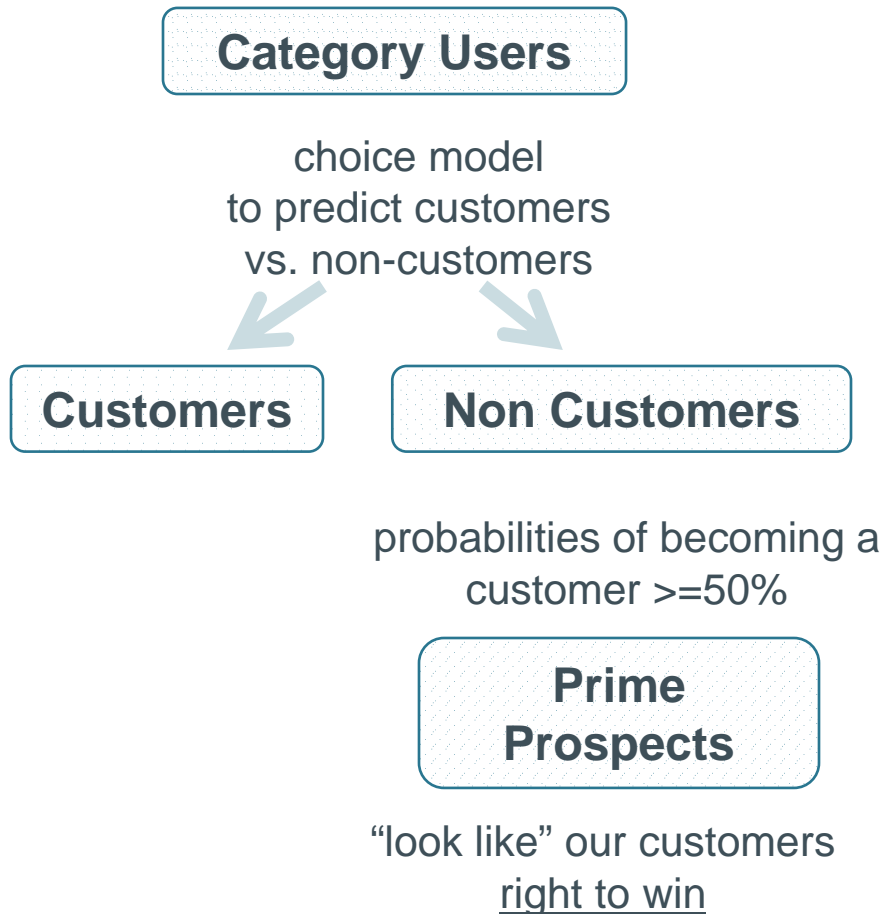 Category Users
choice model
to predict customers
vs. non-customers
Customers
Non Customers
probabilities of becoming a
customer >=50%
Prime
Prospects
“look like” our customers
right to win